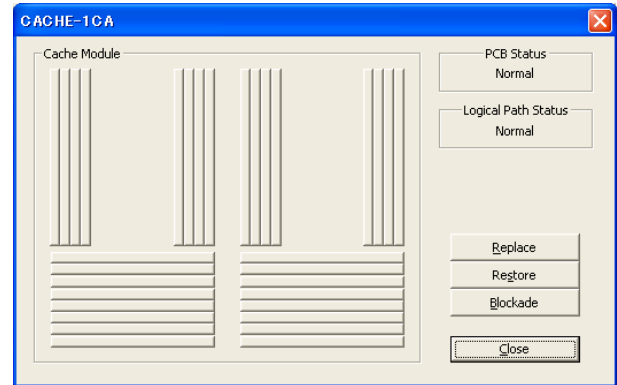 CACHE-1CA
Cache Module
PCB Status
Normal
Logical Path Status
Normal
Replace
Restore
Blockade
Close